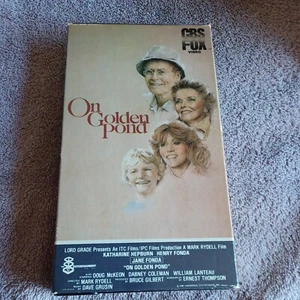 CBS
FOX
VIDEO
On
Golden
Pond
LORD GRADE Presents An ITC Films/IPC Films Production A MARK RYDELL Film
KATHARINE HEPBURN HENRY FONDA
JANE FONDA
"ON GOLDEN POND"
DOUG McKEON DABNEY COLEMAN WILLIAM LANTEAU
MARK RYDELL BRUCE GILBERT ERNEST THOMPSON
DAVE GRUSIN